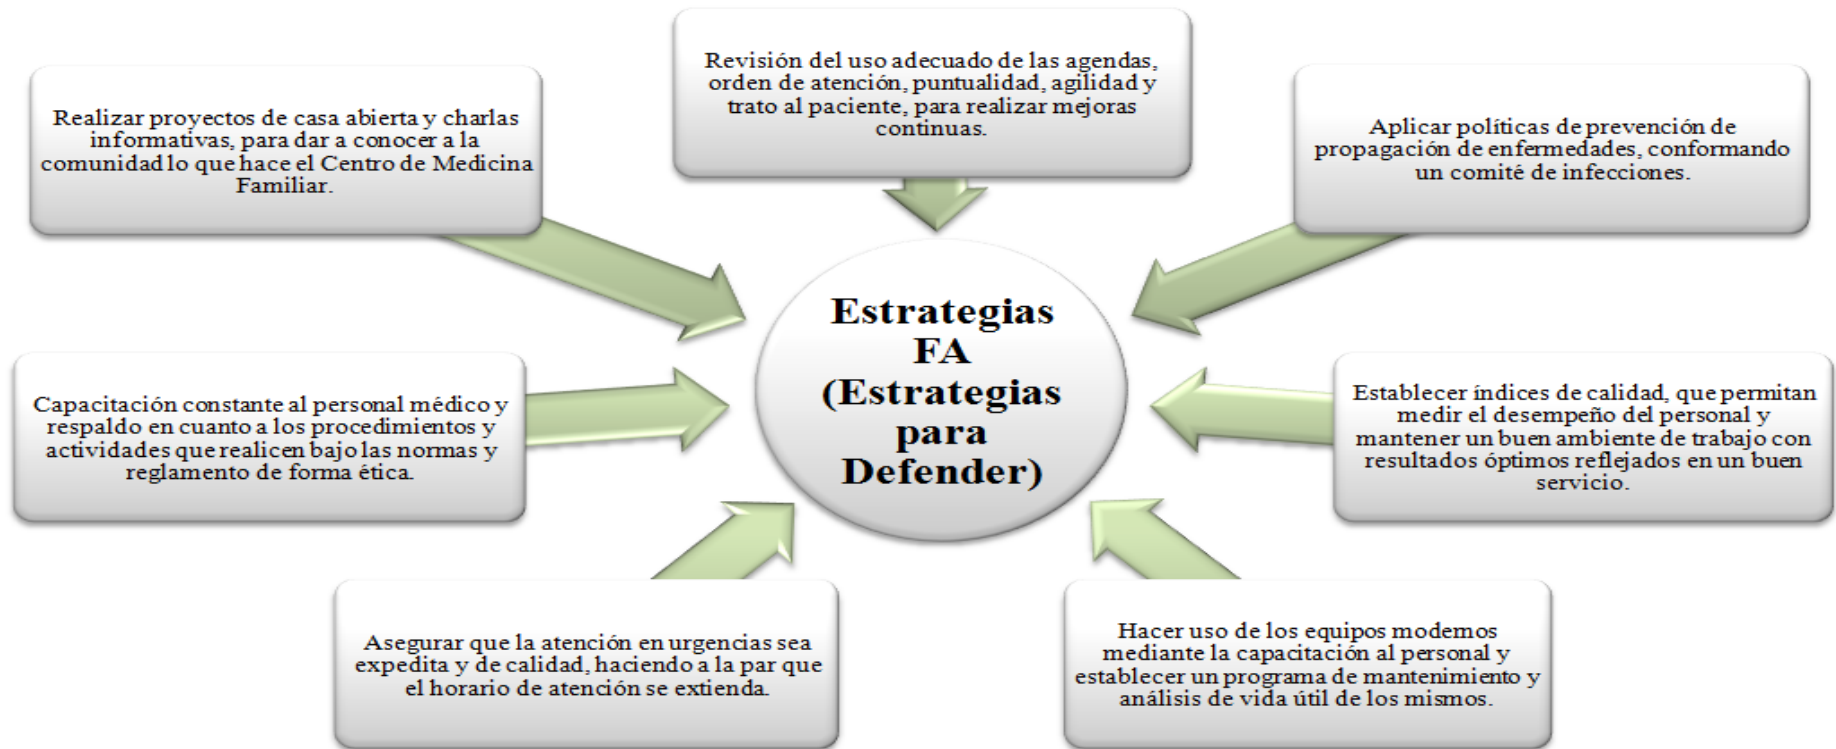 Revisión del uso adecuado de las agendas,
orden de atención, puntualidad, agilidad y
trato al paciente, para realizar mejoras
continuas.
Realizar proyectos de casa abierta y charlas
informativas, para dar a conocer a la
comunidad lo que hace el Centro de Medicina
Familiar.
Aplicar políticas de prevención de
propagación de enfermedades, conformando
un comité de infecciones.
Estrategias
FA
(Estrategias
para
Defender)
Capacitación constante al personal médico y
respaldo en cuanto a los procedimientos y
actividades que realicen bajo las normas y
reglamento de forma ética.
Establecer índices de calidad, que permitan
medir el desempeño del personal y
mantener un buen ambiente de trabajo con
resultados óptimos reflejados en un buen
servicio.
Asegurar que la atención en urgencias sea
expedita y de calidad, haciendo a la par que
el horario de atención se extienda.
Hacer uso de los equipos modernos
mediante la capacitación al personal y
establecer un programa de mantenimiento y
análisis de vida útil de los mismos.